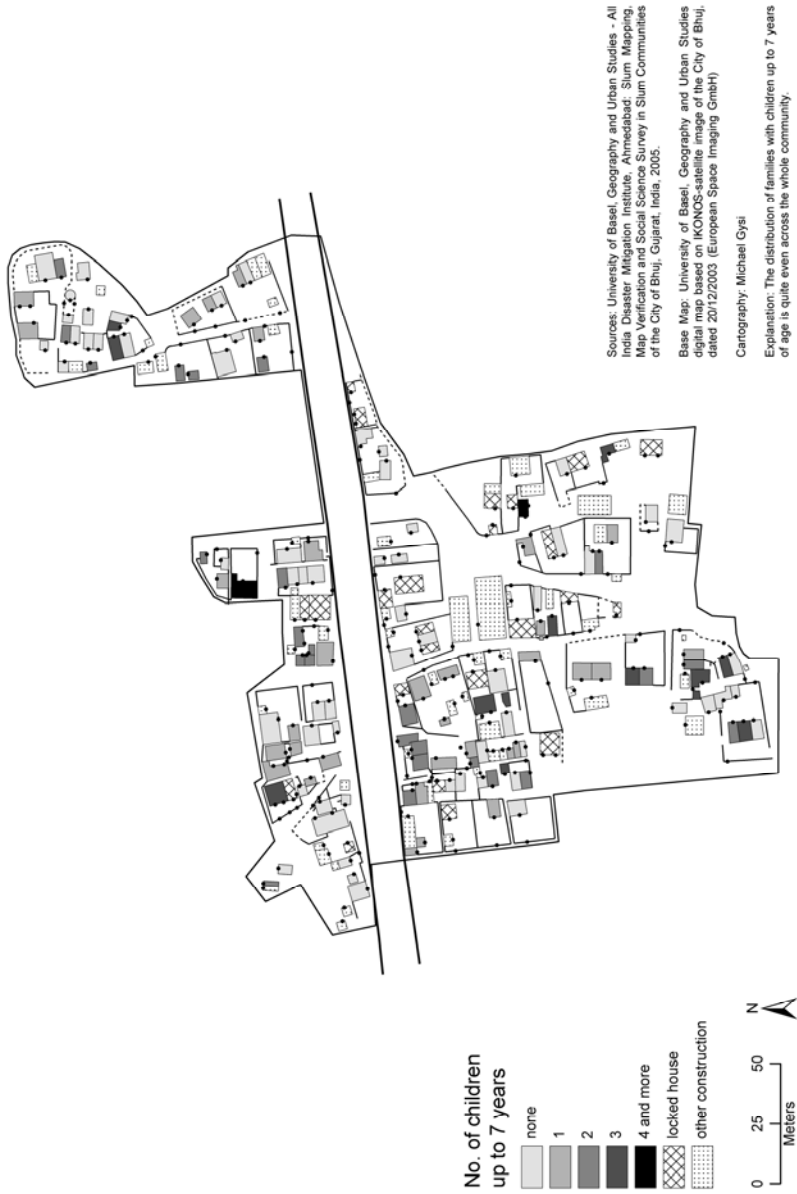 No. of children
up to 7 years
none
1
2
3
4 and more
locked house
other construction
0 25 50
Meters
N
Sources: University of Basel, Geography and Urban Studies - All
India Disaster Mitigation Institute, Ahmedabad: Slum Mapping,
Map Verification and Social Science Survey in Slum Communities
of the City of Bhuj, Gujarat, India, 2005.
Base Map: University of Basel, Geography and Urban Studies
digital map based on IKONOS-satellite image of the City of Bhuj,
dated 20/12/2003 (European Space Imaging GmbH)
Cartography: Michael Gysi
Explanation: The distribution of families with children up to 7 years
of age is quite even across the whole community.